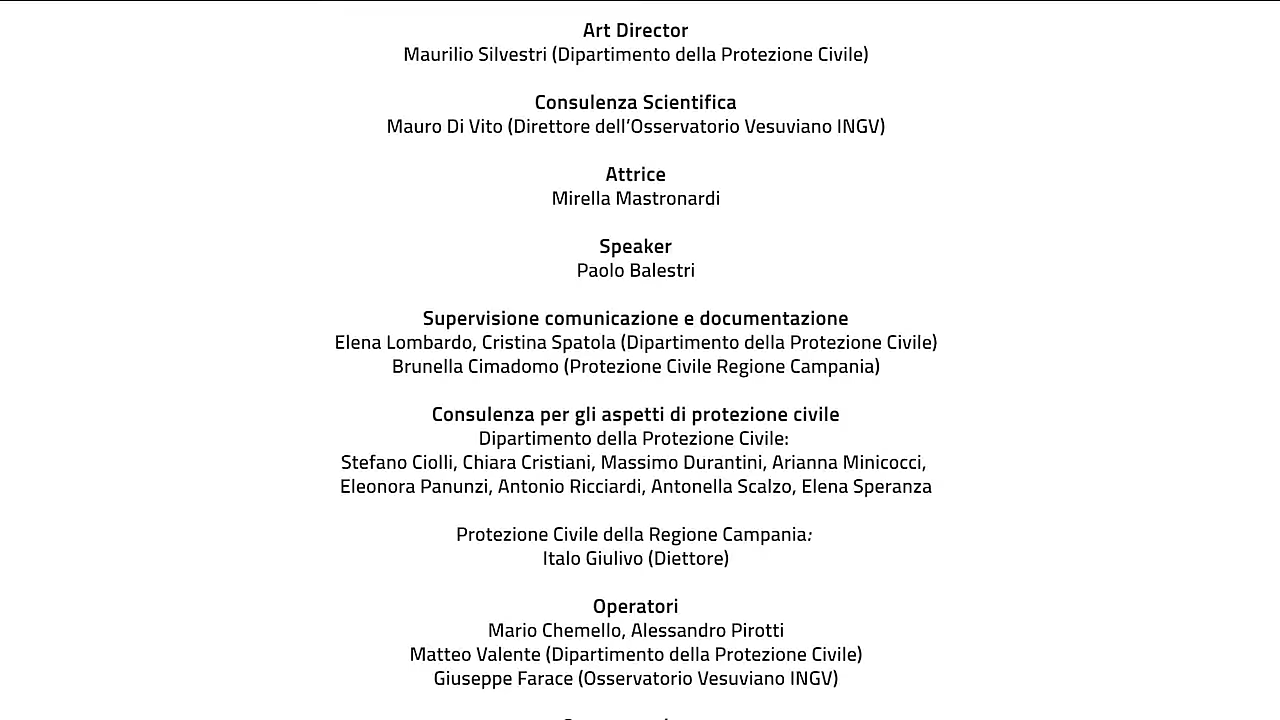 Art Director
Maurilio Silvestri (Dipartimento della Protezione Civile)
Consulenza Scientifica
Mauro Di Vito (Direttore dell’Osservatorio Vesuviano INGV)
Attrice
Mirella Mastronardi
Speaker
Paolo Balestri
Supervisione comunicazione e documentazione
Elena Lombardo, Cristina Spatola (Dipartimento della Protezione Civile)
Brunella Cimadomo (Protezione Civile Regione Campania)
Consulenza per gli aspetti di protezione civile
Dipartimento della Protezione Civile:
Stefano Ciolli, Chiara Cristiani, Massimo Durantini, Arianna Minicocci,
Eleonora Panunzi, Antonio Ricciardi, Antonella Scalzo, Elena Speranza
Protezione Civile della Regione Campania:
Italo Giulivo (Diettore)
Operatori
Mario Chemello, Alessandro Pirotti
Matteo Valente (Dipartimento della Protezione Civile)
Giuseppe Farace (Osservatorio Vesuviano INGV)